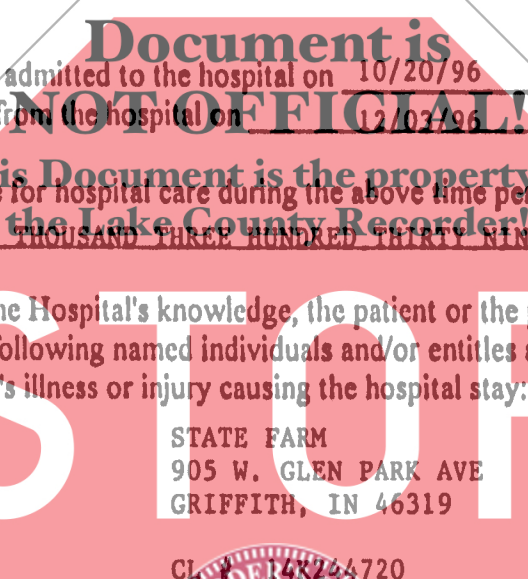 Document is
admitted to the hospital on 10/20/96
NOT OFFICIAL!
from the hospital on 12/03/96
is Document is the property
for hospital care during the above time pe
the Lake County Recorder
THOUSAND THREE HUNDRED THIRTY NIN
STOP
he Hospital's knowledge, the patient or the
following named individuals and/or entities
's illness or injury causing the hospital stay:
STATE FARM
905 W. GLEN PARK AVE
GRIFFITH, IN 46319
CL # 14K244720